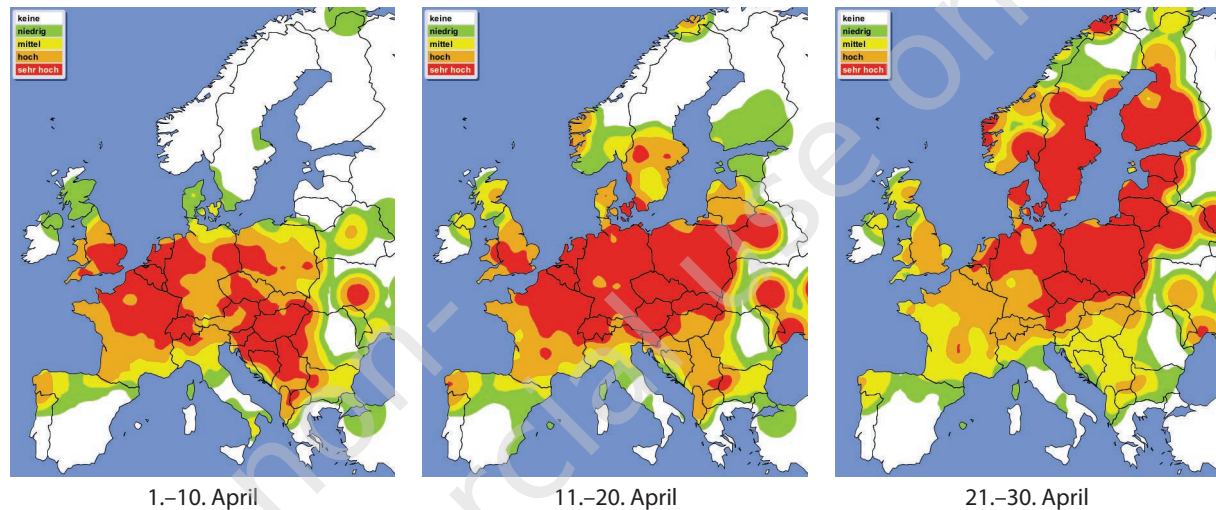 keine
niedrig
mittel
hoch
sehr hoch
keine
niedrig
mittel
hoch
sehr hoch
keine
niedrig
mittel
hoch
sehr hoch
1.–10. April
11.–20. April
21.–30. April
non-